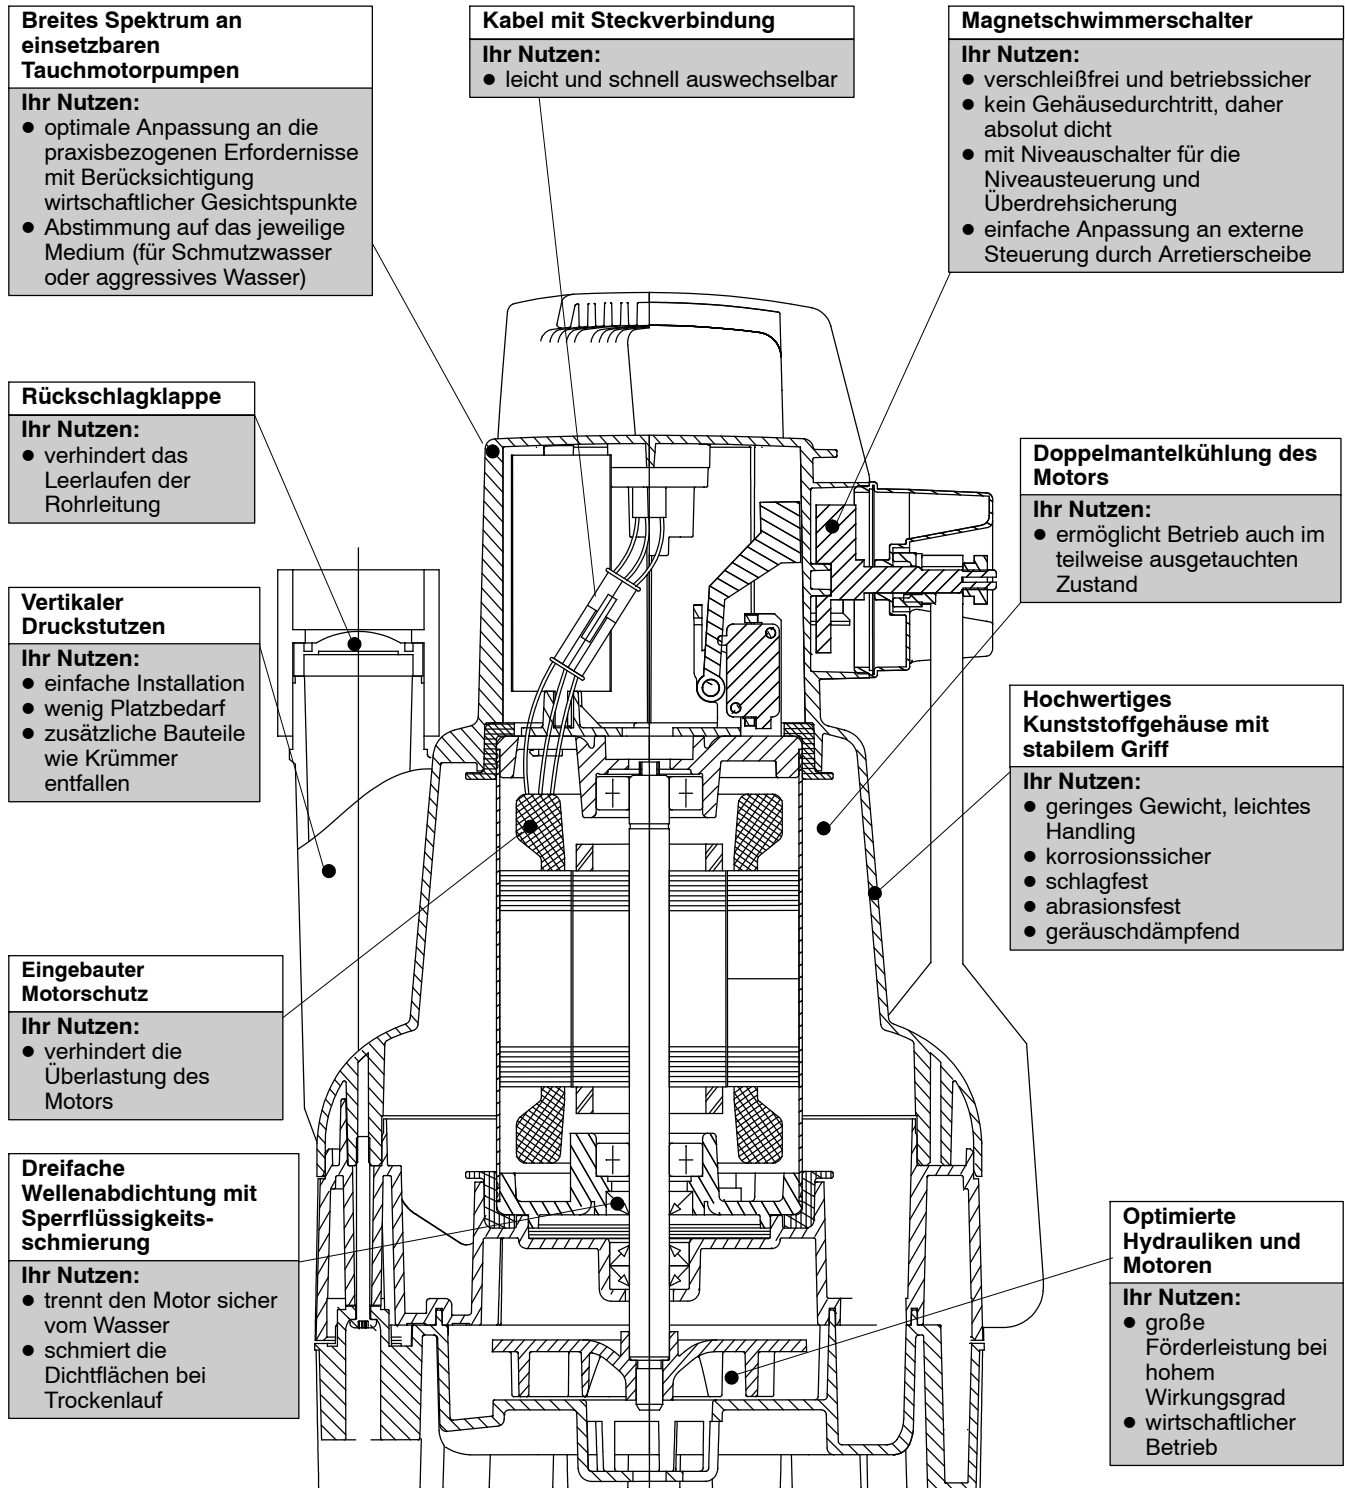 Breites Spektrum an
einsetzbaren
Tauchmotorpumpen
Ihr Nutzen:
● optimale Anpassung an die
praxisbezogenen Erfordernisse
mit Berücksichtigung
wirtschaftlicher Gesichtspunkte
● Abstimmung auf das jeweilige
Medium (für Schmutzwasser
oder aggressives Wasser)
Kabel mit Steckverbindung
Ihr Nutzen:
● leicht und schnell auswechselbar
Magnetschwimmerschalter
Ihr Nutzen:
● verschleißfrei und betriebssicher
● kein Gehäusedurchtritt, daher
absolut dicht
● mit Niveauschalter für die
Niveausteuerung und
Überdrehsicherung
● einfache Anpassung an externe
Steuerung durch Arretierscheibe
Rückschlagklappe
Ihr Nutzen:
● verhindert das
Leerlaufen der
Rohrleitung
Doppelmantelkühlung des
Motors
Ihr Nutzen:
● ermöglicht Betrieb auch im
teilweise ausgetauchten
Zustand
Vertikaler
Druckstutzen
Ihr Nutzen:
● einfache Installation
● wenig Platzbedarf
● zusätzliche Bauteile
wie Krümmer
entfallen
Hochwertiges
Kunststoffgehäuse mit
stabilem Griff
Ihr Nutzen:
● geringes Gewicht, leichtes
Handling
● korrosionssicher
● schlagfest
● abrasionsfest
● geräuschdämpfend
Eingebauter
Motorschutz
Ihr Nutzen:
● verhindert die
Überlastung des
Motors
Dreifache
Wellenabdichtung mit
Sperrflüssigkeits-
schmierung
Ihr Nutzen:
● trennt den Motor sicher
vom Wasser
● schmiert die
Dichtflächen bei
Trockenlauf
Optimierte
Hydrauliken und
Motoren
Ihr Nutzen:
● große
Förderleistung bei
hohem
Wirkungsgrad
● wirtschaftlicher
Betrieb